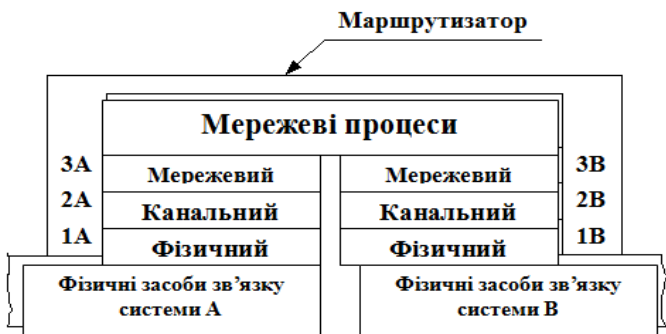 Маршрутизатор
Мережеві процеси
3А Мережевий Мережевий 3В
2А Канальний Канальний 2В
1А Фізичний Фізичний 1В
Фізичні засоби зв’язку Фізичні засоби зв’язку
системи А системи В